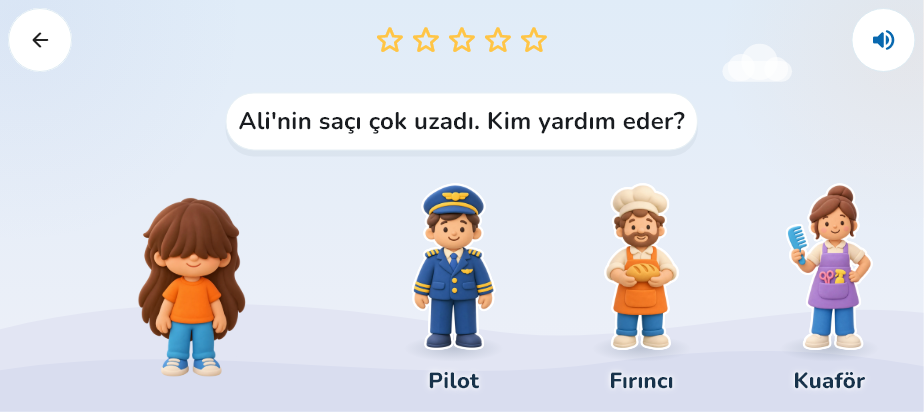 Ali'nin saçı çok uzadı. Kim yardım eder?
Pilot
Fırıncı
Kuaför